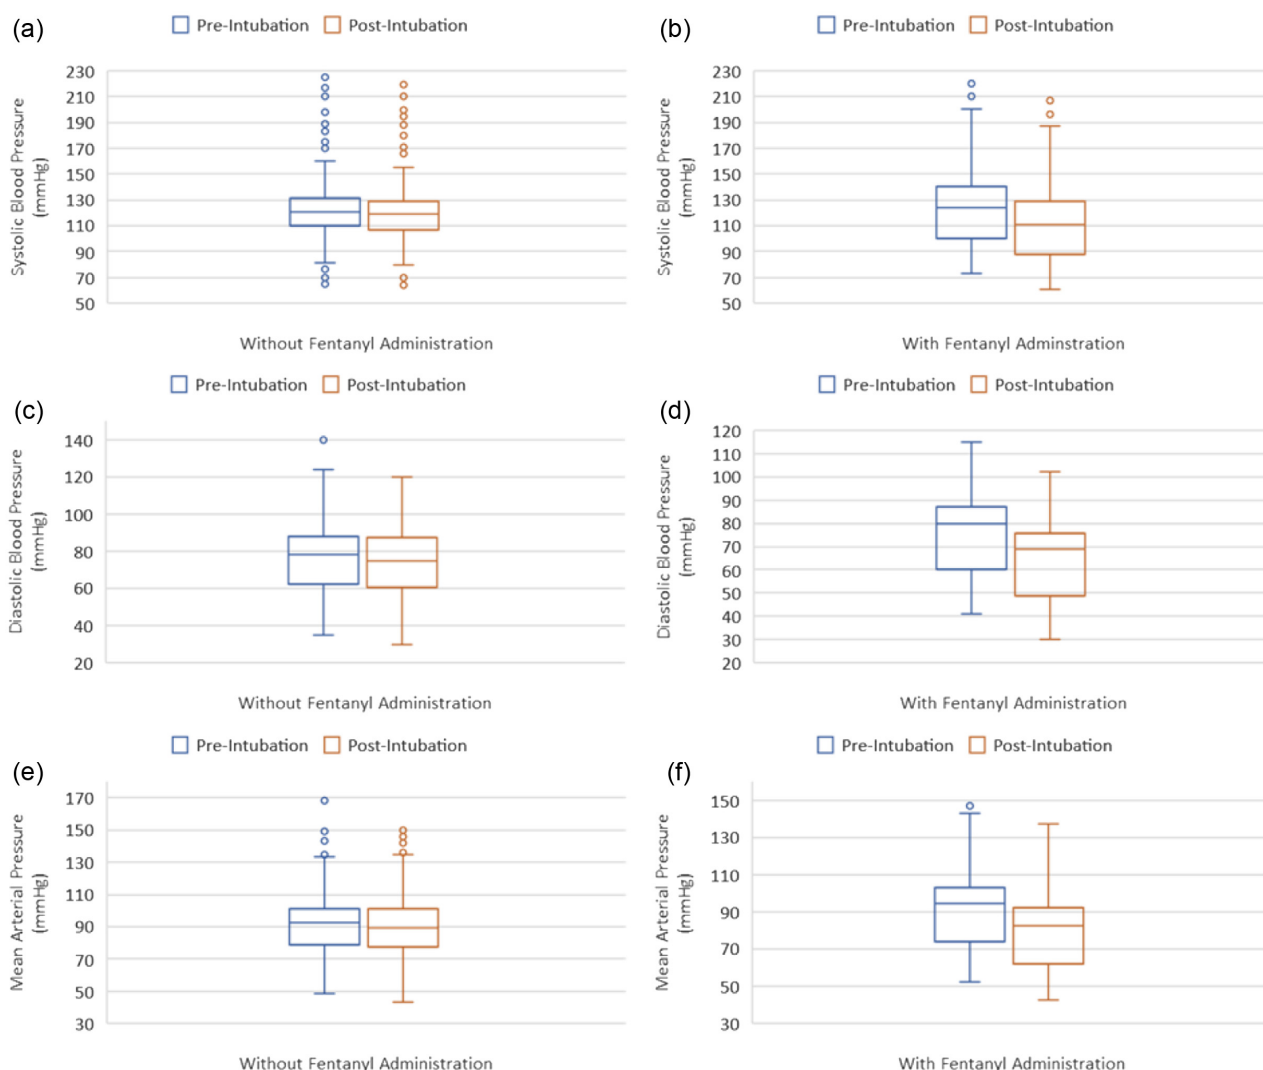 (a)
Pre-Intubation Post-Intubation
Systolic Blood Pressure
(mmHg)
230
210
190
170
150
130
110
90
70
50
Without Fentanyl Administration
(b)
Pre-Intubation Post-Intubation
Systolic Blood Pressure
(mmHg)
230
210
190
170
150
130
110
90
70
50
With Fentanyl Adminstration
(c)
Pre-Intubation Post-Intubation
Diastolic Blood Pressure
(mmHg)
140
120
100
80
60
40
20
Without Fentanyl Administration
(d)
Pre-Intubation Post-Intubation
Diastolic Blood Pressure
(mmHg)
120
110
100
90
80
70
60
50
40
30
20
With Fentanyl Administration
(e)
Pre-Intubation Post-Intubation
Mean Arterial Pressure
(mmHg)
170
150
130
110
90
70
50
30
Without Fentanyl Administration
(f)
Pre-Intubation Post-Intubation
Mean Arterial Pressure
(mmHg)
150
130
110
90
70
50
30
With Fentanyl Administration